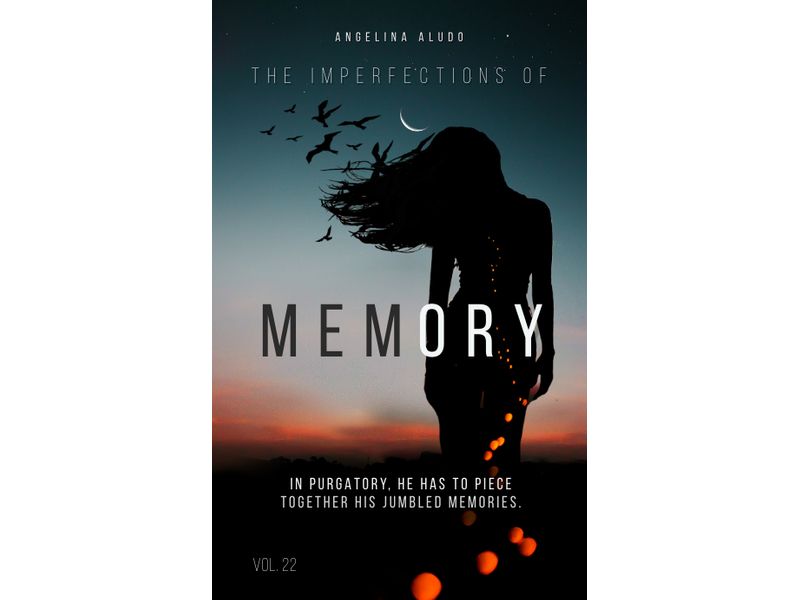 ANGELINA ALUDO
THE IMPERFECTIONS OF
MEMORY
IN PURGATORY, HE HAS TO PIECE
TOGETHER HIS JUMBLED MEMORIES.
VOL. 22